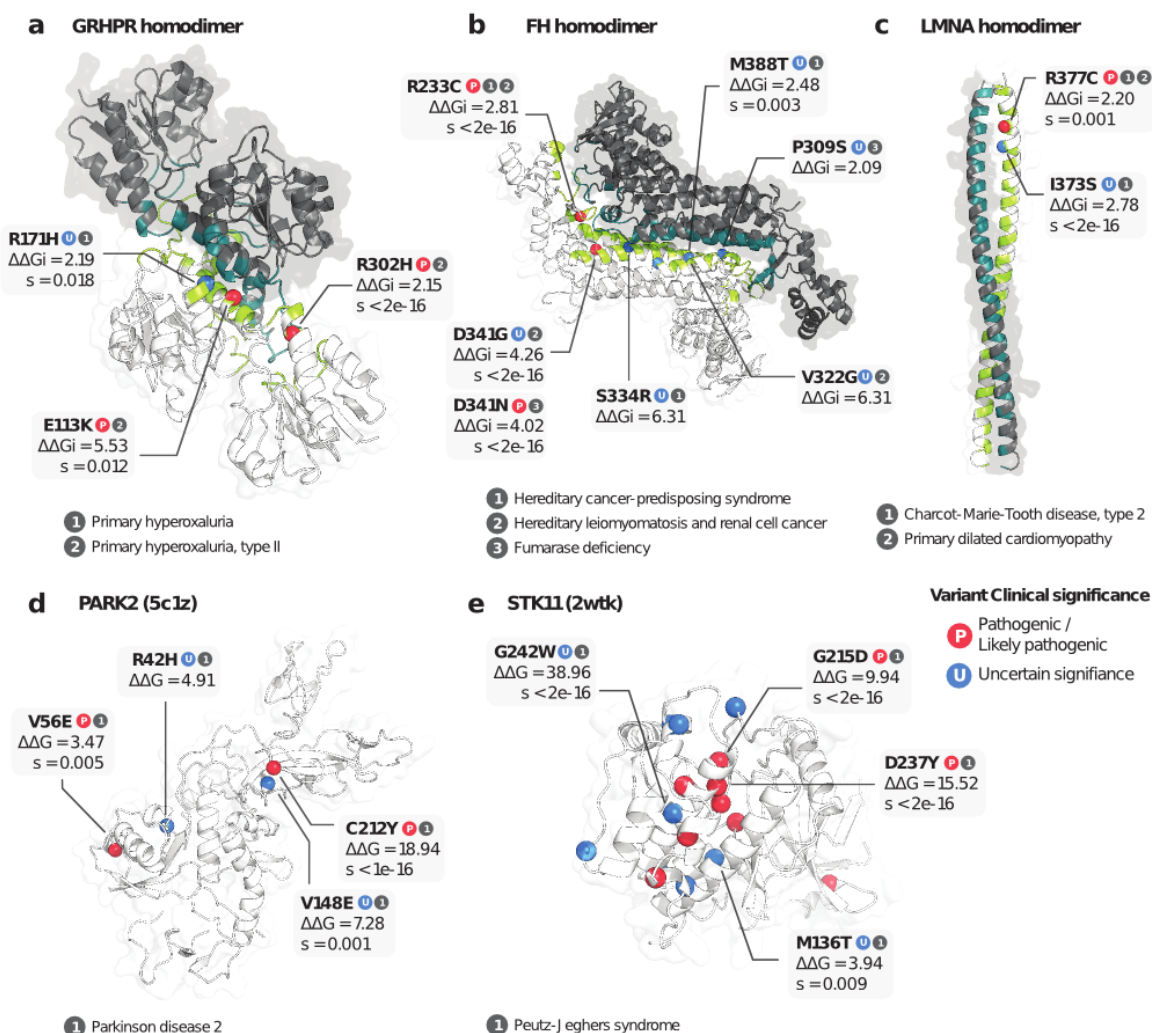 a GRHPR homodimer
R171H U 1
ΔΔGi = 2.19
s = 0.018
R302H P 2
ΔΔGi = 2.15
s < 2e-16
E113K P 2
ΔΔGi = 5.53
s = 0.012
1 Primary hyperoxaluria
2 Primary hyperoxaluria, type II
b FH homodimer
R233C P 1 2
ΔΔGi = 2.81
s < 2e-16
M388T U 1
ΔΔGi = 2.48
s = 0.003
P309S U 3
ΔΔGi = 2.09
D341G U 2
ΔΔGi = 4.26
s < 2e-16
D341N P 3
ΔΔGi = 4.02
s < 2e-16
S334R U 1
ΔΔGi = 6.31
V322G U 2
ΔΔGi = 6.31
1 Hereditary cancer-predisposing syndrome
2 Hereditary leiomyomatosis and renal cell cancer
3 Fumarase deficiency
c LMNA homodimer
R377C P 1 2
ΔΔGi = 2.20
s = 0.001
I373S U 1
ΔΔGi = 2.78
s < 2e-16
1 Charcot-Marie-Tooth disease, type 2
2 Primary dilated cardiomyopathy
d PARK2 (5c1z)
R42H U 1
ΔΔG = 4.91
V56E P 1
ΔΔG = 3.47
s = 0.005
C212Y P 1
ΔΔG = 18.94
s < 1e-16
V148E U 1
ΔΔG = 7.28
s = 0.001
1 Parkinson disease 2
e STK11 (2wtk)
G242W U 1
ΔΔG = 38.96
s < 2e-16
G215D P 1
ΔΔG = 9.94
s < 2e-16
D237Y P 1
ΔΔG = 15.52
s < 2e-16
M136T U 1
ΔΔG = 3.94
s = 0.009
1 Peutz-Jeghers syndrome
Variant Clinical significance
P Pathogenic /
Likely pathogenic
U Uncertain signifiance